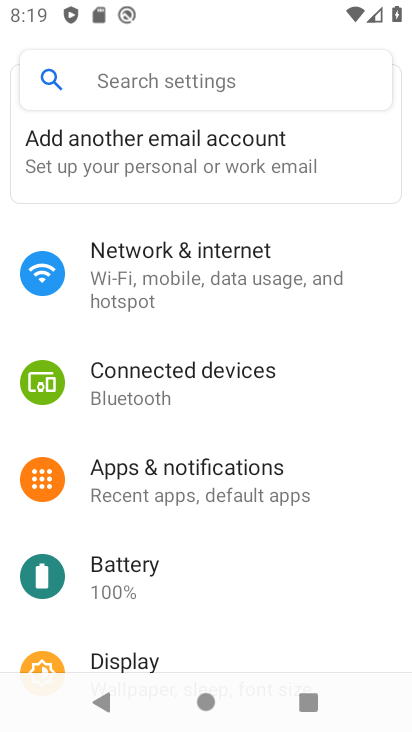 8:19
Search settings
Add another email account
Set up your personal or work email
Network & internet
Wi-Fi, mobile, data usage, and
hotspot
Connected devices
Bluetooth
Apps & notifications
Recent apps, default apps
Battery
100%
Display
Wallpaper, sleep, font size